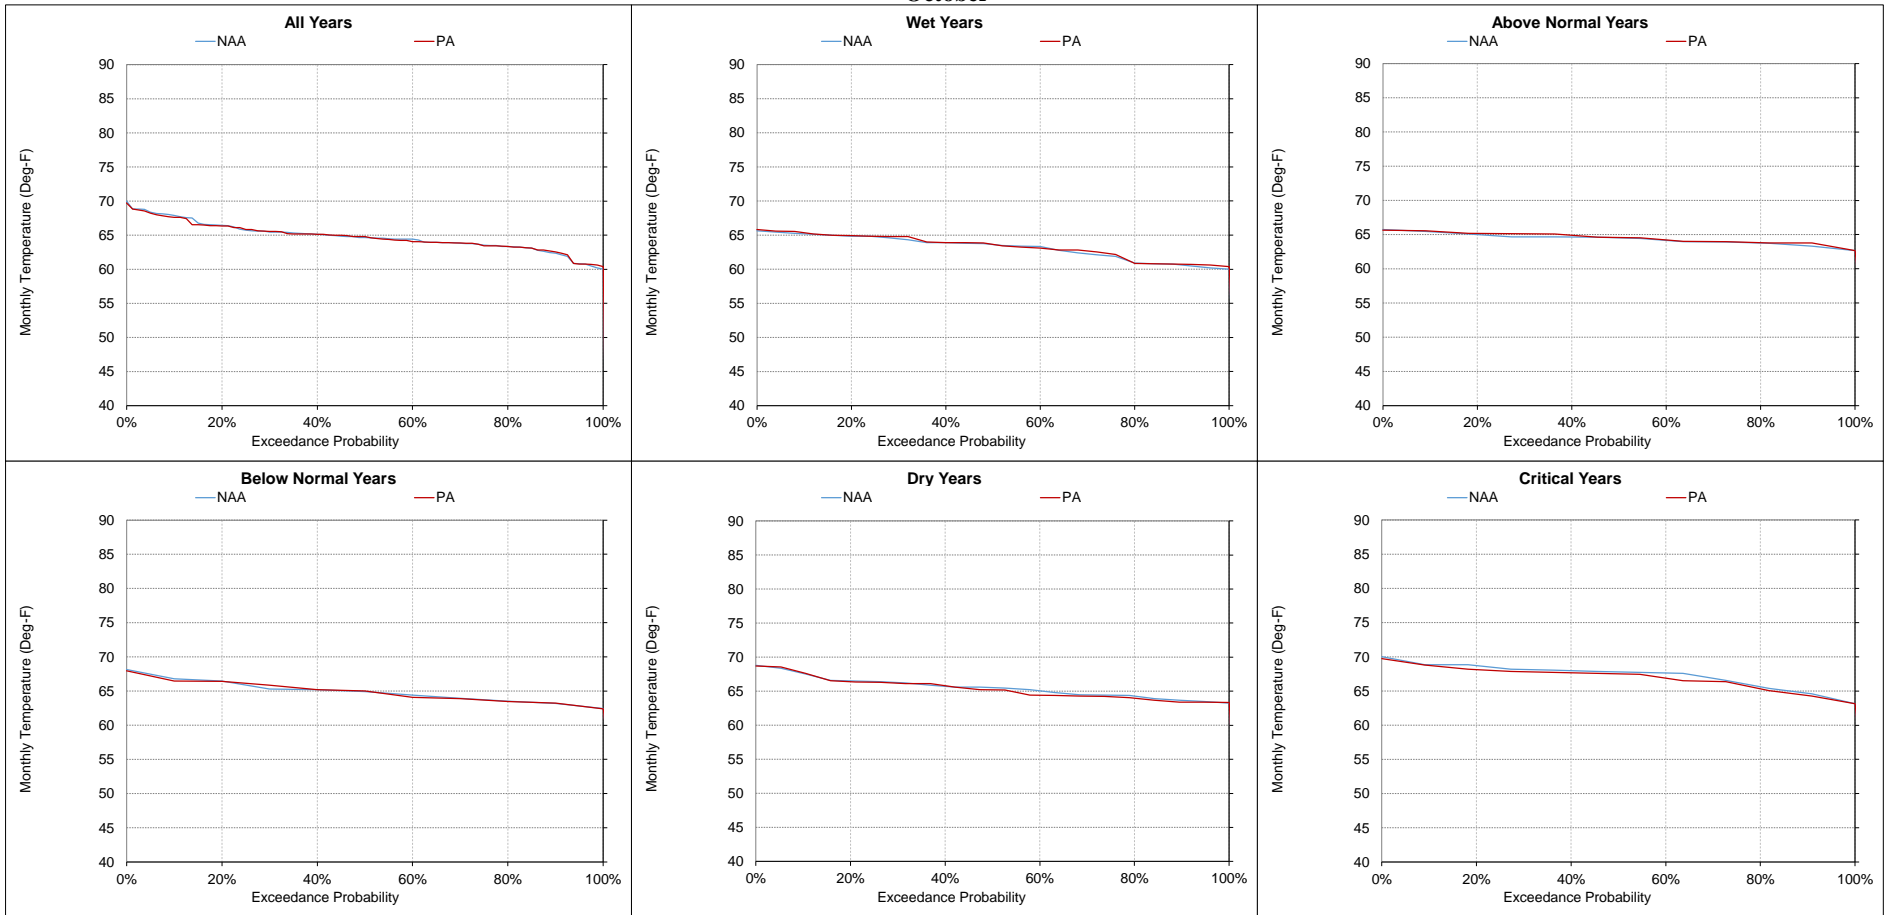 October
All Years
NAA PA
Monthly Temperature (Deg-F)
90
85
80
75
70
65
60
55
50
45
40
0% 20% 40% 60% 80% 100%
Exceedance Probability
Wet Years
NAA PA
Monthly Temperature (Deg-F)
90
85
80
75
70
65
60
55
50
45
40
0% 20% 40% 60% 80% 100%
Exceedance Probability
Above Normal Years
NAA PA
Monthly Temperature (Deg-F)
90
85
80
75
70
65
60
55
50
45
40
0% 20% 40% 60% 80% 100%
Exceedance Probability
Below Normal Years
NAA PA
Monthly Temperature (Deg-F)
90
85
80
75
70
65
60
55
50
45
40
0% 20% 40% 60% 80% 100%
Exceedance Probability
Dry Years
NAA PA
Monthly Temperature (Deg-F)
90
85
80
75
70
65
60
55
50
45
40
0% 20% 40% 60% 80% 100%
Exceedance Probability
Critical Years
NAA PA
Monthly Temperature (Deg-F)
90
85
80
75
70
65
60
55
50
45
40
0% 20% 40% 60% 80% 100%
Exceedance Probability